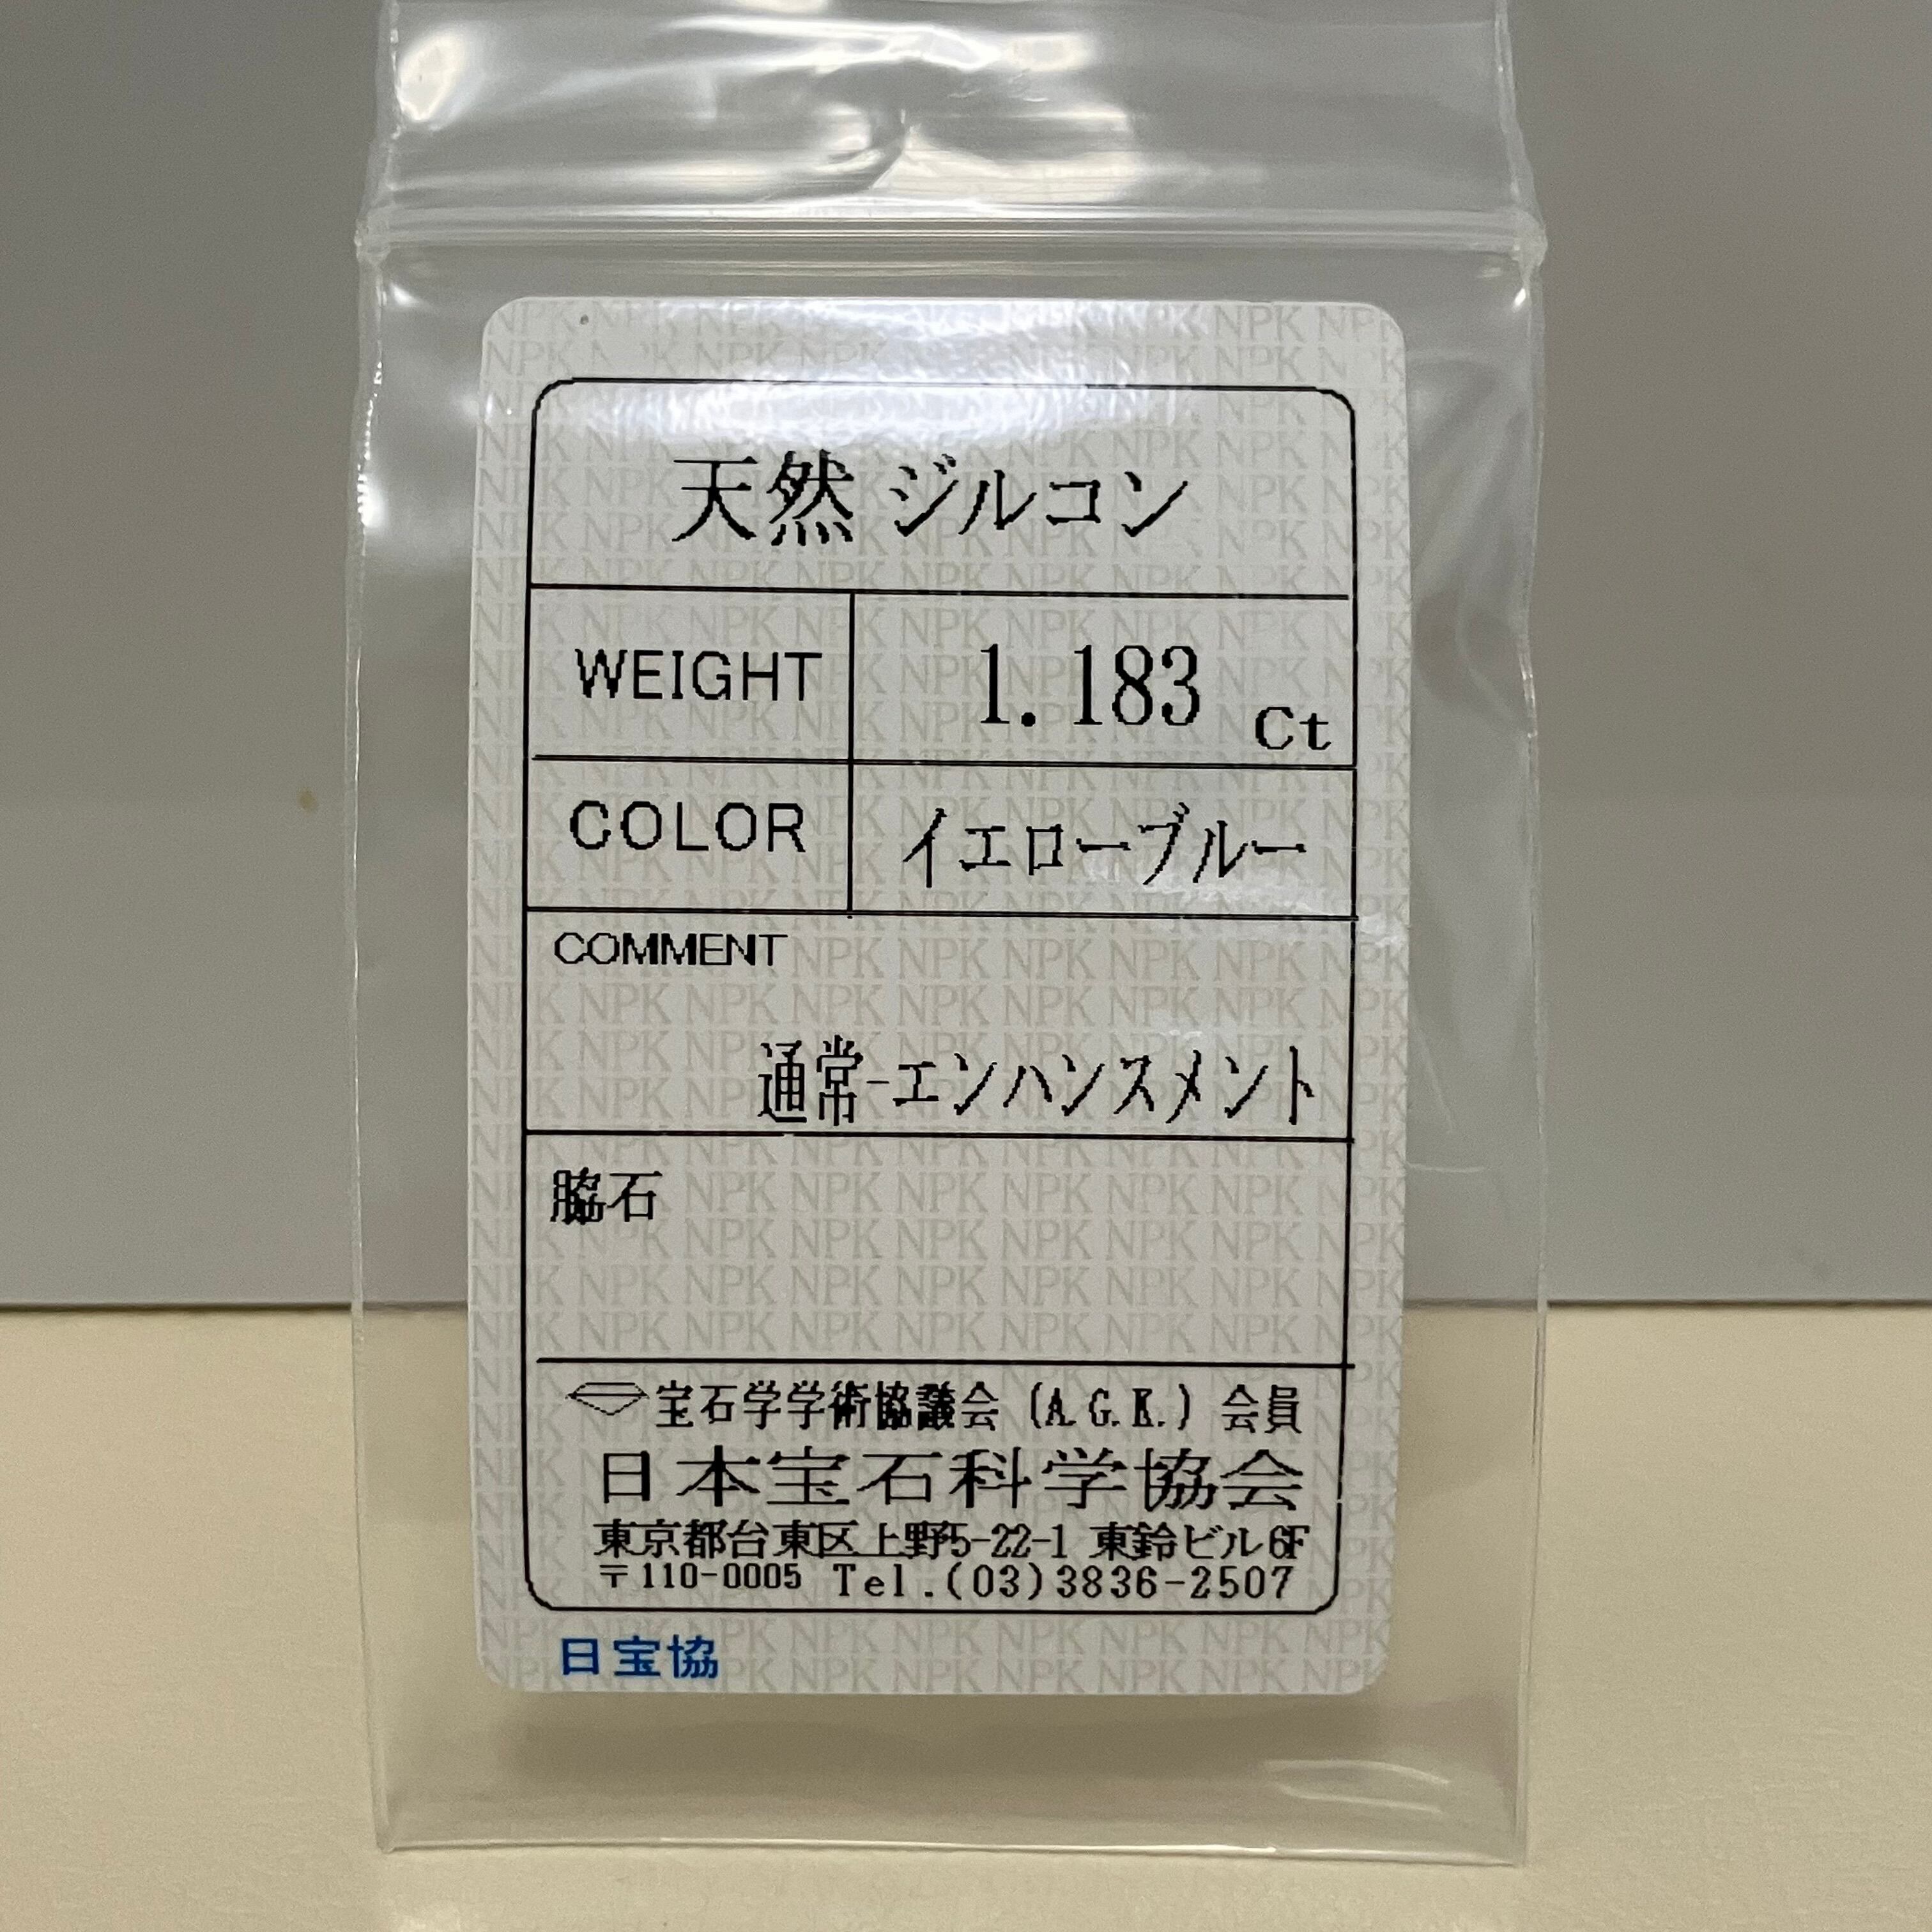 天然 ジルコン
WEIGHT 1.183 Ct
COLOR イエローブルー
COMMENT
通常-エンハンスメント
脇石
宝石学学術協議会 (A.G.K.) 会員
日本宝石科学協会
東京都台東区上野5-22-1 東鈴ビル6F
〒110-0005 Tel.(03)3836-2507
日宝協